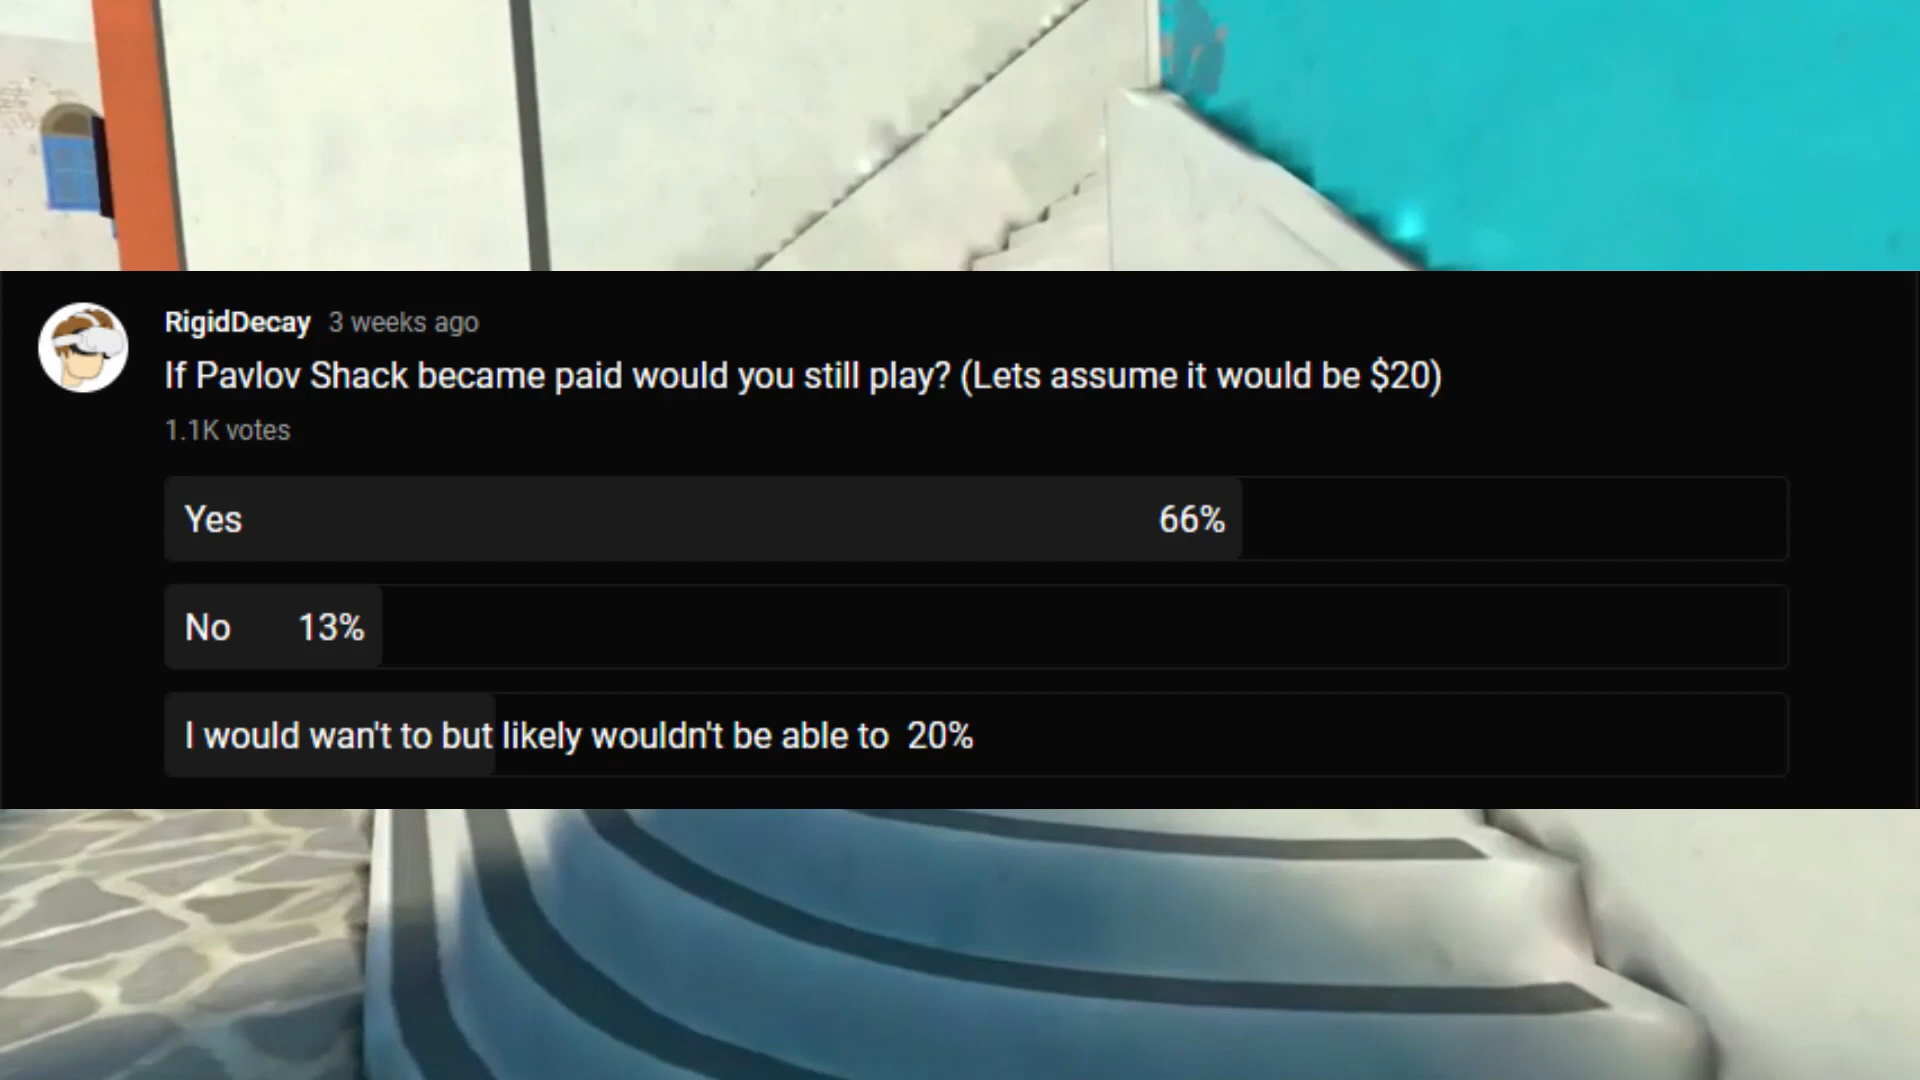 RigidDecay 3 weeks ago
If Pavlov Shack became paid would you still play? (Lets assume it would be $20)
1.1K votes
Yes 66%
No 13%
I would wan't to but likely wouldn't be able to 20%